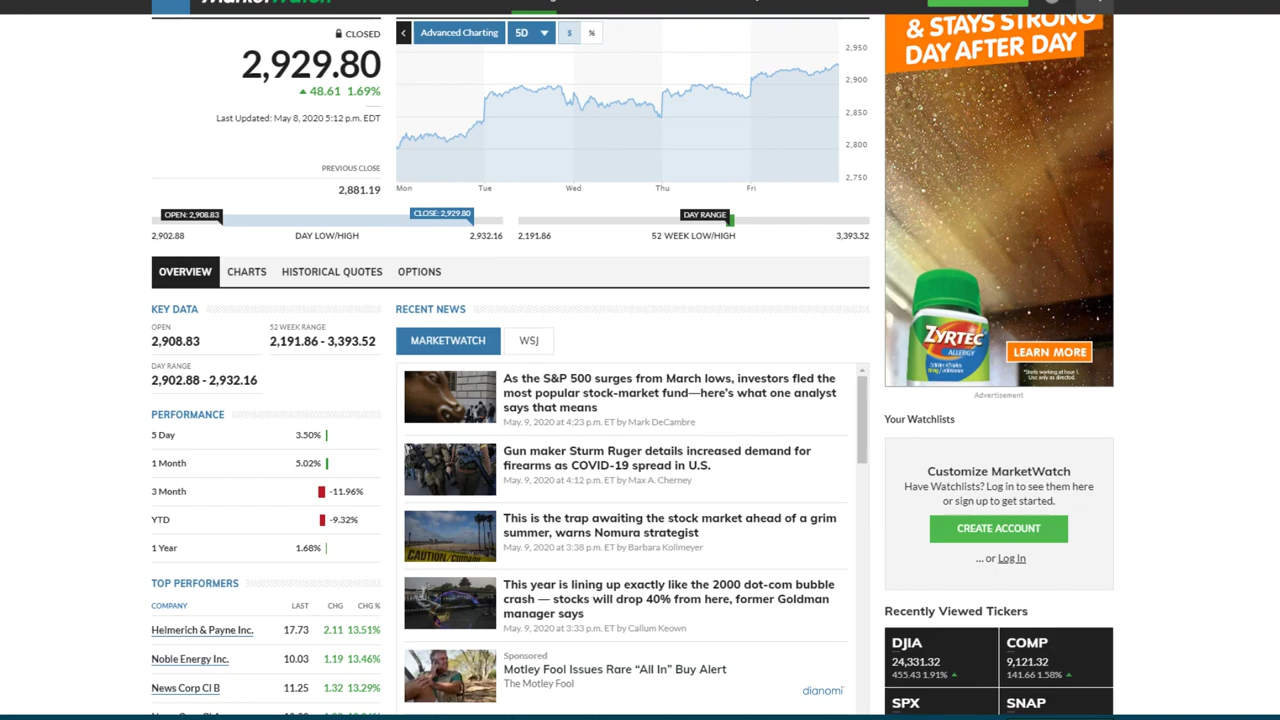 MarketWatch
CLOSED
2,929.80
48.61 1.69%
Last Updated: May 8, 2020 5:12 p.m. EDT
PREVIOUS CLOSE
2,881.19
Advanced Charting
5D
$
%
2,950
2,900
2,850
2,800
2,750
Mon
Tue
Wed
Thu
Fri
OPEN: 2,908.83
CLOSE: 2,929.80
2,902.88
DAY LOW/HIGH
2,932.16
DAY RANGE
2,191.86
52 WEEK LOW/HIGH
3,393.52
OVERVIEW
CHARTS
HISTORICAL QUOTES
OPTIONS
KEY DATA
OPEN
2,908.83
52 WEEK RANGE
2,191.86 - 3,393.52
DAY RANGE
2,902.88 - 2,932.16
PERFORMANCE
5 Day 3.50%
1 Month 5.02%
3 Month -11.96%
YTD -9.32%
1 Year 1.68%
TOP PERFORMERS
COMPANY LAST CHG CHG %
Helmerich & Payne Inc. 17.73 2.11 13.51%
Noble Energy Inc. 10.03 1.19 13.46%
News Corp Cl B 11.25 1.32 13.29%
RECENT NEWS
MARKETWATCH
WSJ
As the S&P 500 surges from March lows, investors fled the
most popular stock-market fund—here's what one analyst
says that means
May. 9, 2020 at 4:23 p.m. ET by Mark DeCambre
Gun maker Sturm Ruger details increased demand for
firearms as COVID-19 spread in U.S.
May. 9, 2020 at 4:12 p.m. ET by Max A. Cherney
This is the trap awaiting the stock market ahead of a grim
summer, warns Nomura strategist
May. 9, 2020 at 3:38 p.m. ET by Barbara Kollmeyer
CAUTION
This year is lining up exactly like the 2000 dot-com bubble
crash — stocks will drop 40% from here, former Goldman
manager says
May. 9, 2020 at 3:33 p.m. ET by Callum Keown
Sponsored
Motley Fool Issues Rare “All In” Buy Alert
The Motley Fool
dianomi
& STAYS STRONG
DAY AFTER DAY
ZYRTEC
ALLERGY
LEARN MORE
*Starts working at hour 1.
Use only as directed.
Advertisement
Your Watchlists
Customize MarketWatch
Have Watchlists? Log in to see them here
or sign up to get started.
CREATE ACCOUNT
... or Log In
Recently Viewed Tickers
DJIA
24,331.32
455.43 1.91%
COMP
9,121.32
141.66 1.58%
SPX
SNAP